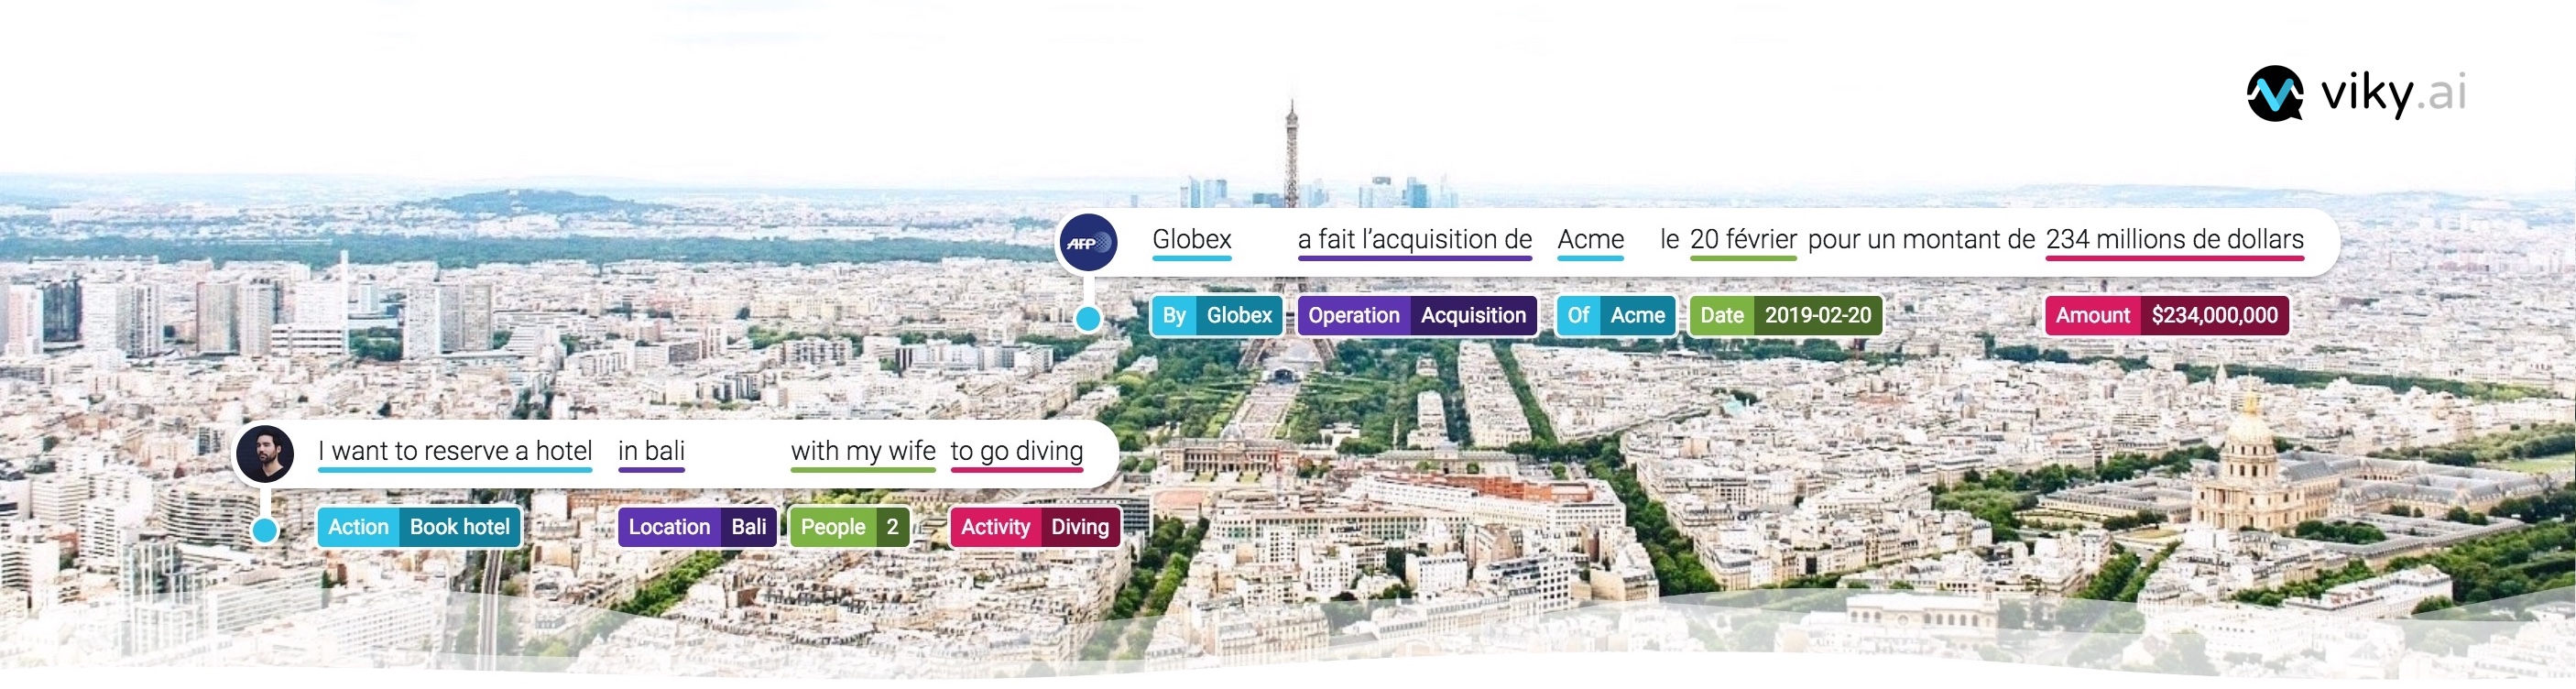 viky.ai
AFP
Globex a fait l’acquisition de Acme le 20 février pour un montant de 234 millions de dollars
By Globex Operation Acquisition Of Acme Date 2019-02-20 Amount $234,000,000
I want to reserve a hotel in bali with my wife to go diving
Action Book hotel Location Bali People 2 Activity Diving